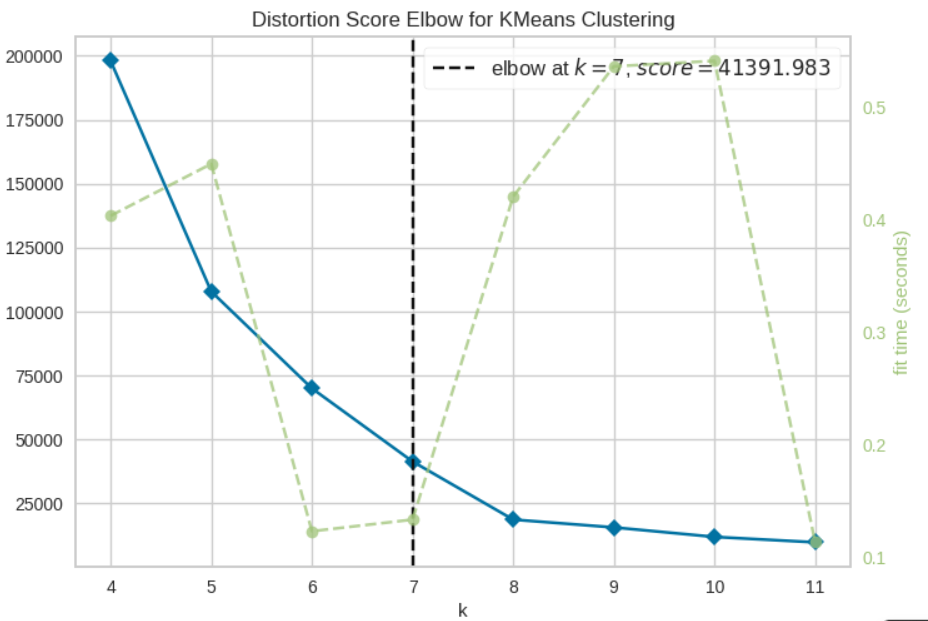 Distortion Score Elbow for KMeans Clustering
elbow at k = 7, score = 41391.983
200000
175000
150000
125000
100000
75000
50000
25000
0.5
0.4
0.3
0.2
0.1
fit time (seconds)
4 5 6 7 8 9 10 11
k